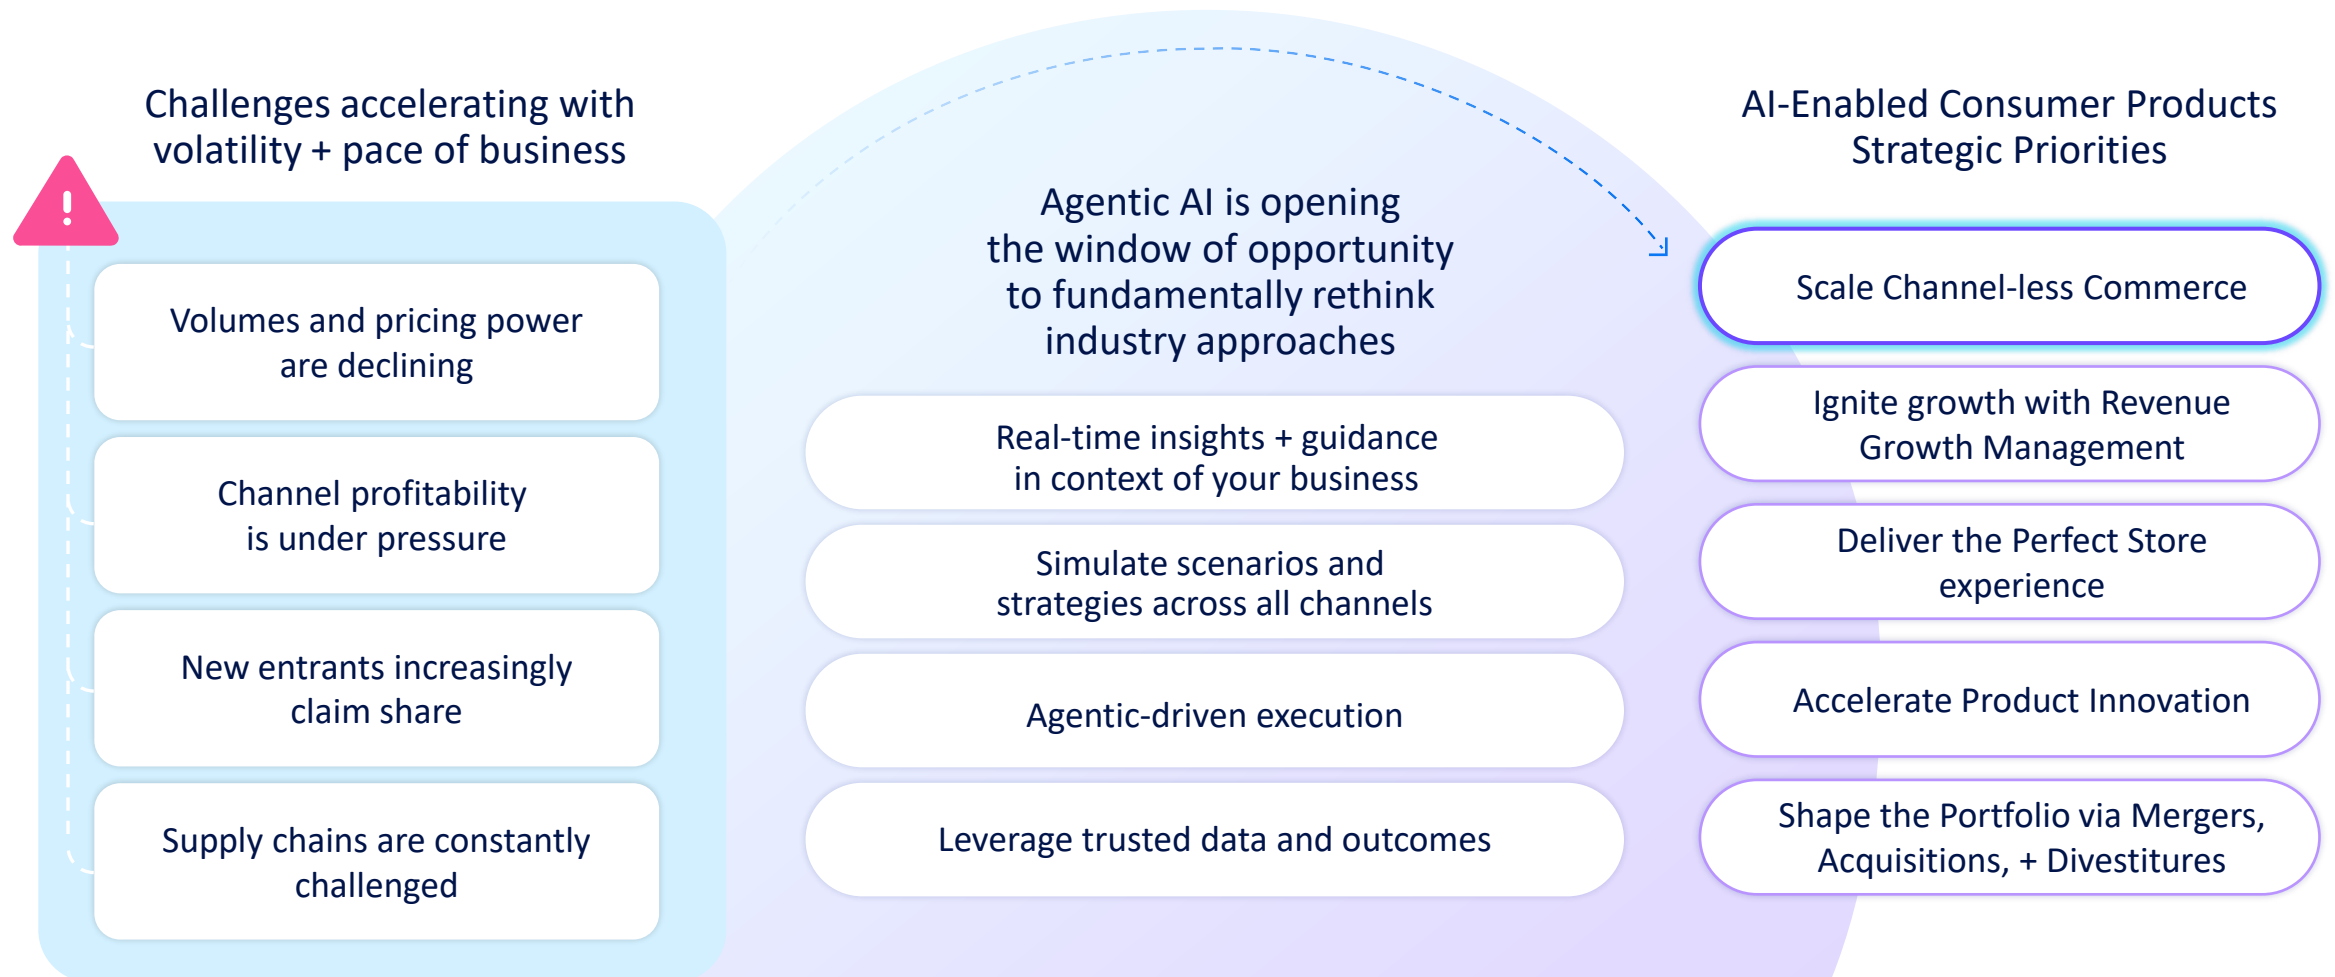 Challenges accelerating with
volatility + pace of business
Volumes and pricing power
are declining
Channel profitability
is under pressure
New entrants increasingly
claim share
Supply chains are constantly
challenged
Agentic AI is opening
the window of opportunity
to fundamentally rethink
industry approaches
Real-time insights + guidance
in context of your business
Simulate scenarios and
strategies across all channels
Agentic-driven execution
Leverage trusted data and outcomes
AI-Enabled Consumer Products
Strategic Priorities
Scale Channel-less Commerce
Ignite growth with Revenue
Growth Management
Deliver the Perfect Store
experience
Accelerate Product Innovation
Shape the Portfolio via Mergers,
Acquisitions, + Divestitures